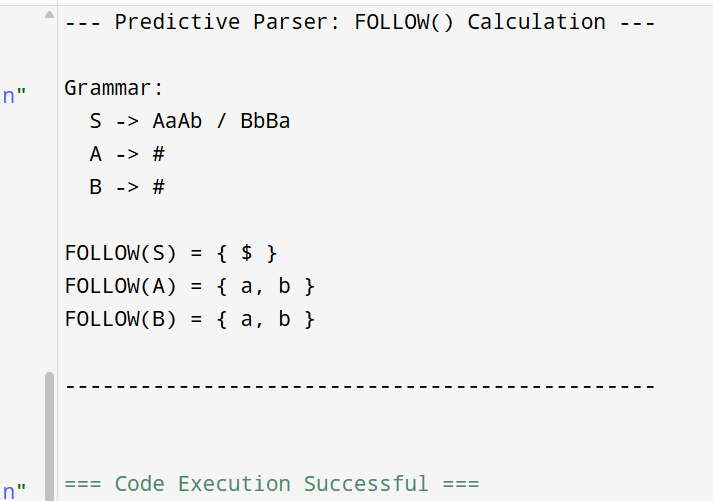 --- Predictive Parser: FOLLOW() Calculation ---
Grammar:
n"
S -> AaAb / BbBa
A -> #
B -> #
FOLLOW(S) = { $ }
FOLLOW(A) = { a, b }
FOLLOW(B) = { a, b }
-----------------------------------------------
=== Code Execution Successful ===
n"